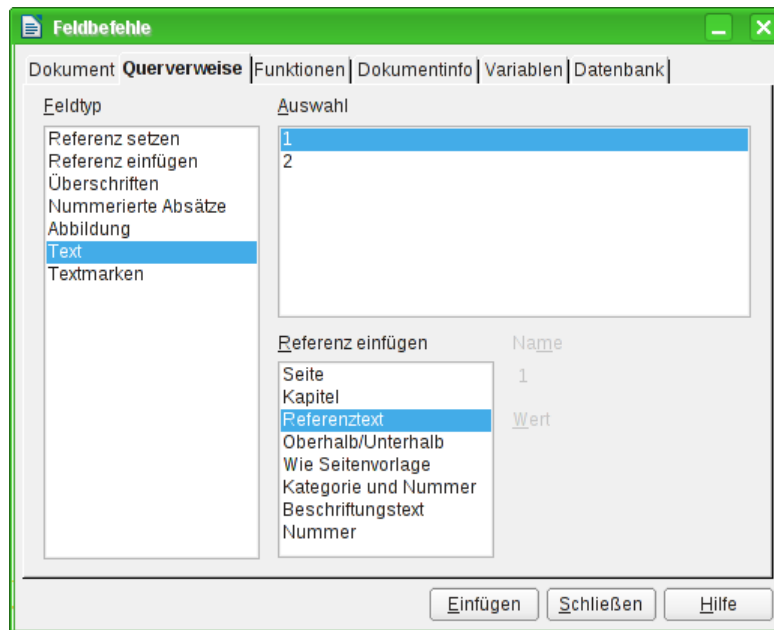 Feldbefehle
Dokument Querverweise Funktionen Dokumentinfo Variablen Datenbank
Feldtyp
Referenz setzen
Referenz einfügen
Überschriften
Nummerierte Absätze
Abbildung
Text
Textmarken
Auswahl
1
2
Referenz einfügen
Seite
Kapitel
Referenztext
Oberhalb/Unterhalb
Wie Seitenvorlage
Kategorie und Nummer
Beschriftungstext
Nummer
Name
1
Wert
Einfügen Schließen Hilfe